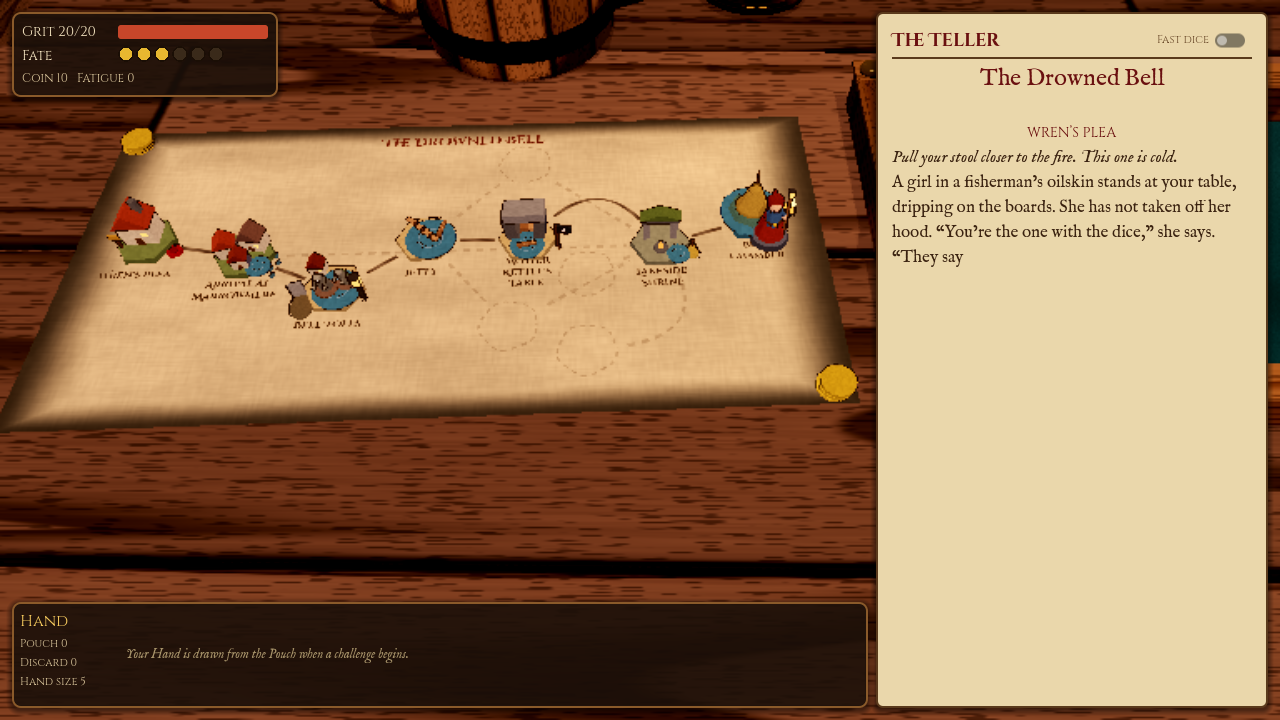 Grit 20/20
Fate
Coin 10 Fatigue 0
The Teller
Fast dice
The Drowned Bell
Wren's Plea
Pull your stool closer to the fire. This one is cold.
A girl in a fisherman's oilskin stands at your table,
dripping on the boards. She has not taken off her
hood. “You're the one with the dice,” she says.
“They say
The Drowned Bell
Wren's Plea
Jetty
Table
Lakeside
Shrine
Hand
Pouch 0
Discard 0
Hand size 5
Your Hand is drawn from the Pouch when a challenge begins.